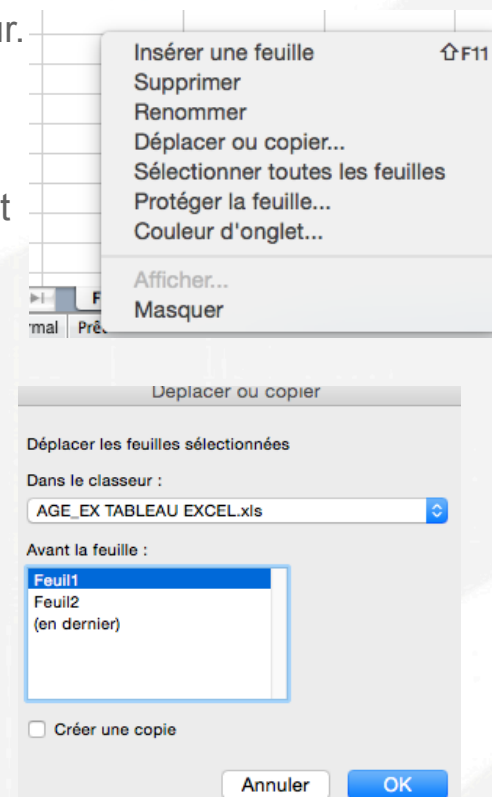 Insérer une feuille ⇧F11
Supprimer
Renommer
Déplacer ou copier...
Sélectionner toutes les feuilles
Protéger la feuille...
Couleur d'onglet...
Afficher...
Masquer
Déplacer ou copier
Déplacer les feuilles sélectionnées
Dans le classeur :
AGE_EX TABLEAU EXCEL.xls
Avant la feuille :
Feuil1
Feuil2
(en dernier)
Créer une copie
Annuler OK